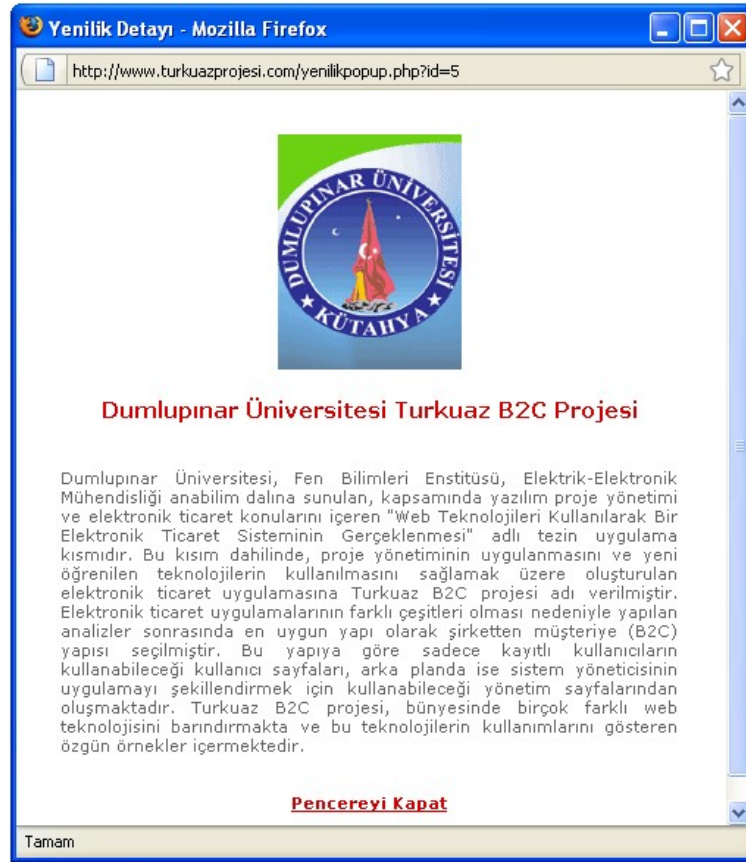 Yenilik Detayı - Mozilla Firefox
http://www.turkuazprojesi.com/yenilikpopup.php?id=5
DUMLUPINAR ÜNİVERSİTESİ
★ KÜTAHYA ★
Dumlupınar Üniversitesi Turkuaz B2C Projesi
Dumlupınar Üniversitesi, Fen Bilimleri Enstitüsü, Elektrik-Elektronik
Mühendisliği anabilim dalına sunulan, kapsamında yazılım proje yönetimi
ve elektronik ticaret konularını içeren "Web Teknolojileri Kullanılarak Bir
Elektronik Ticaret Sisteminin Gerçeklenmesi" adlı tezin uygulama
kısmıdır. Bu kısım dahilinde, proje yönetiminin uygulanmasını ve yeni
öğrenilen teknolojilerin kullanılmasını sağlamak üzere oluşturulan
elektronik ticaret uygulamasına Turkuaz B2C projesi adı verilmiştir.
Elektronik ticaret uygulamalarının farklı çeşitleri olması nedeniyle yapılan
analizler sonrasında en uygun yapı olarak şirketten müşteriye (B2C)
yapısı seçilmiştir. Bu yapıya göre sadece kayıtlı kullanıcıların
kullanabileceği kullanıcı sayfaları, arka planda ise sistem yöneticisinin
uygulamayı şekillendirmek için kullanabileceği yönetim sayfalarından
oluşmaktadır. Turkuaz B2C projesi, bünyesinde birçok farklı web
teknolojisini barındırmakta ve bu teknolojilerin kullanımlarını gösteren
özgün örnekler içermektedir.
Pencereyi Kapat
Tamam